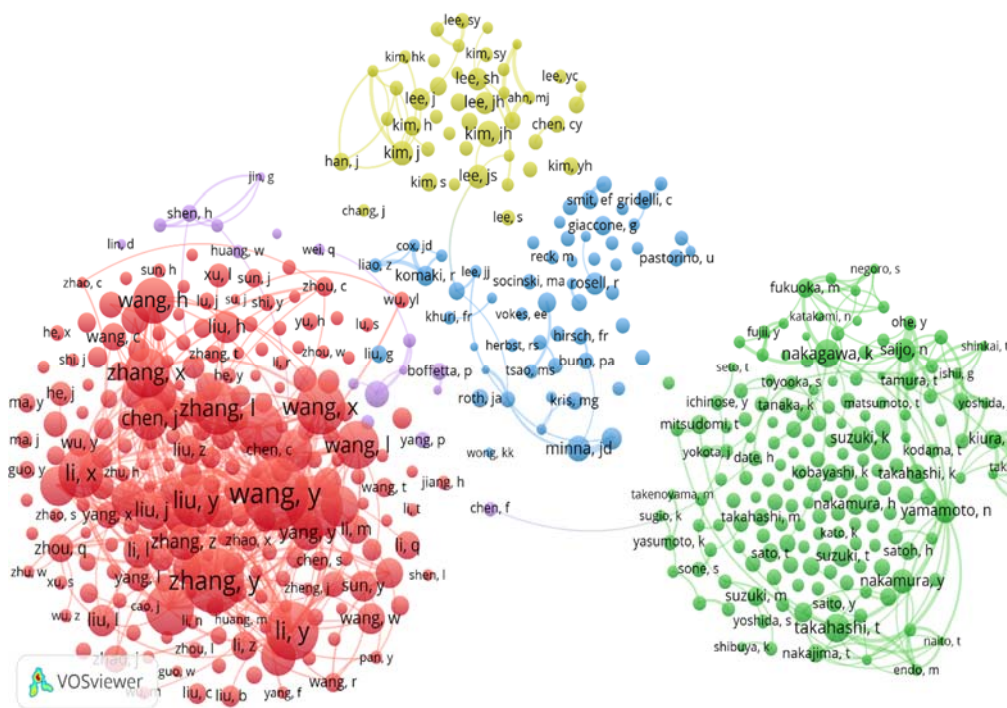 lee, sy
kim, hk
kim, sy
lee, sh
lee, yc
lee, j
lee, jh
ahn, mj
kim, h
kim, jh
chen, cy
han, j
kim, j
lee, js
kim, yh
kim, s
chang, j
lee, s
jin, g
shen, h
lin, d
huang, w
wei, q
cox, jd
liao, z
komaki, r
lee, jj
khuri, fr
smit, ef
gridelli, c
giaccone, g
reck, m
pastorino, u
socinski, ma
rosell, r
vokes, ee
herbst, rs
hirsch, fr
tsao, ms
bunn, pa
roth, ja
kris, mg
minna, jd
wong, kk
boffetta, p
liu, g
yang, p
chen, f
zhao, c
sun, h
xu, l
sun, j
zhou, c
wu, yl
wang, h
lu, j
su, j
shi, y
liu, h
yu, h
lu, s
he, x
wang, c
shi, j
zhang, t
li, r
zhou, w
zhang, x
he, y
ma, y
he, j
chen, j
zhang, l
wang, x
ma, j
wu, y
liu, z
chen, c
wang, l
guo, y
li, x
zhu, h
wang, t
jiang, h
zhao, s
yang, x
liu, j
liu, y
wang, y
li, t
zhou, q
li, l
zhang, z
zhao, x
yang, y
li, m
li, q
zhu, w
xu, s
yang, l
zhang, y
chen, s
zheng, j
sun, y
shen, l
wu, z
liu, l
cao, j
li, n
huang, m
li, y
wang, w
zhao, j
zhou, l
li, z
pan, y
guo, w
wu, m
liu, c
liu, b
yang, f
wang, r
negoro, s
fukuoka, m
katakami, n
fujii, y
ohe, y
nakagawa, k
saijo, n
shinkai, t
seto, t
toyooka, s
tamura, t
ishii, g
ichinose, y
tanaka, k
matsumoto, t
yoshida,
mitsudomi, t
suzuki, k
kiura,
yokota, j
date, h
kodama, t
kobayashi, k
takahashi, k
tak
takenoyama, m
nakamura, h
yamamoto, n
sugio, k
takahashi, m
kato, k
yasumoto, k
sato, t
suzuki, t
satoh, h
sone, s
nakamura, y
suzuki, m
saito, y
yoshida, s
takahashi, t
naito, t
shibuya, k
nakajima, t
endo, m
VOSviewer